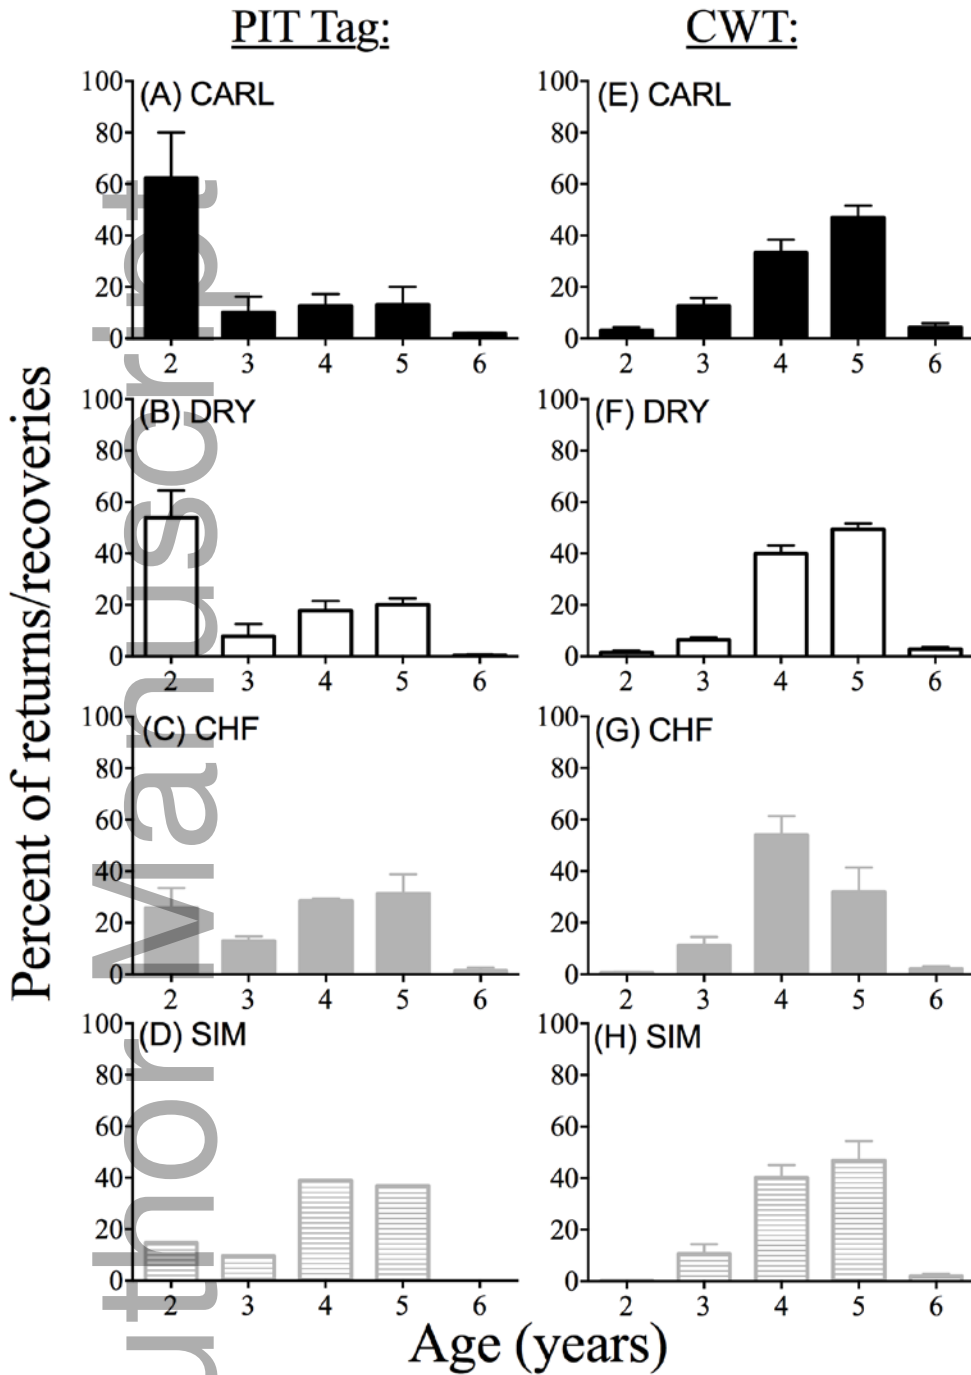 PIT Tag: CWT:
(A) CARL
100
80
60
40
20
0
2 3 4 5 6
(E) CARL
100
80
60
40
20
0
2 3 4 5 6
(B) DRY
100
80
60
40
20
0
2 3 4 5 6
(F) DRY
100
80
60
40
20
0
2 3 4 5 6
(C) CHF
100
80
60
40
20
0
2 3 4 5 6
(G) CHF
100
80
60
40
20
0
2 3 4 5 6
(D) SIM
100
80
60
40
20
0
2 3 4 5 6
(H) SIM
100
80
60
40
20
0
2 3 4 5 6
Percent of returns/recoveries
Age (years)
uthor Manuscript